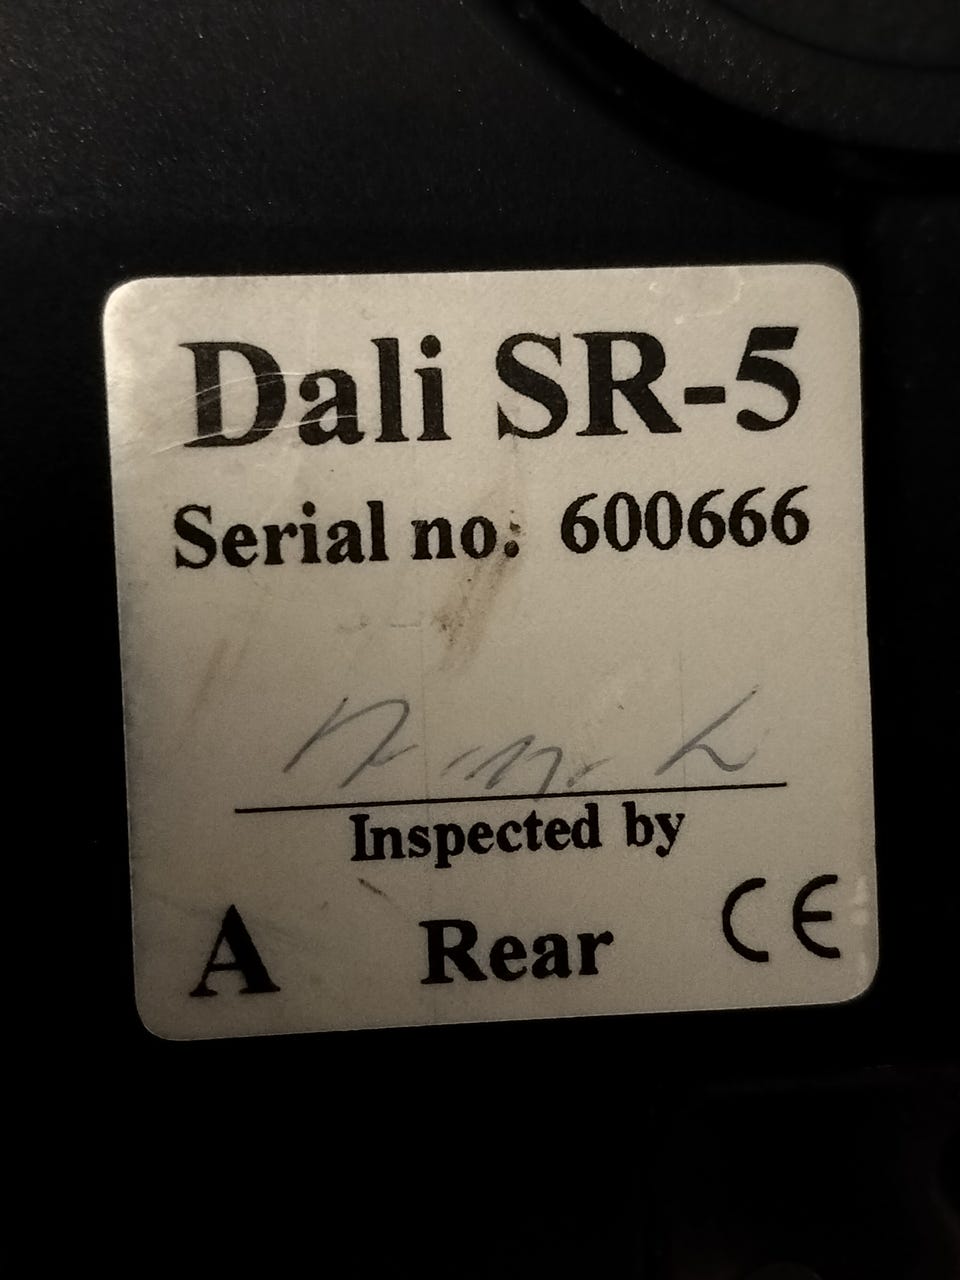 Dali SR-5
Serial no: 600666
Inspected by
A Rear CE